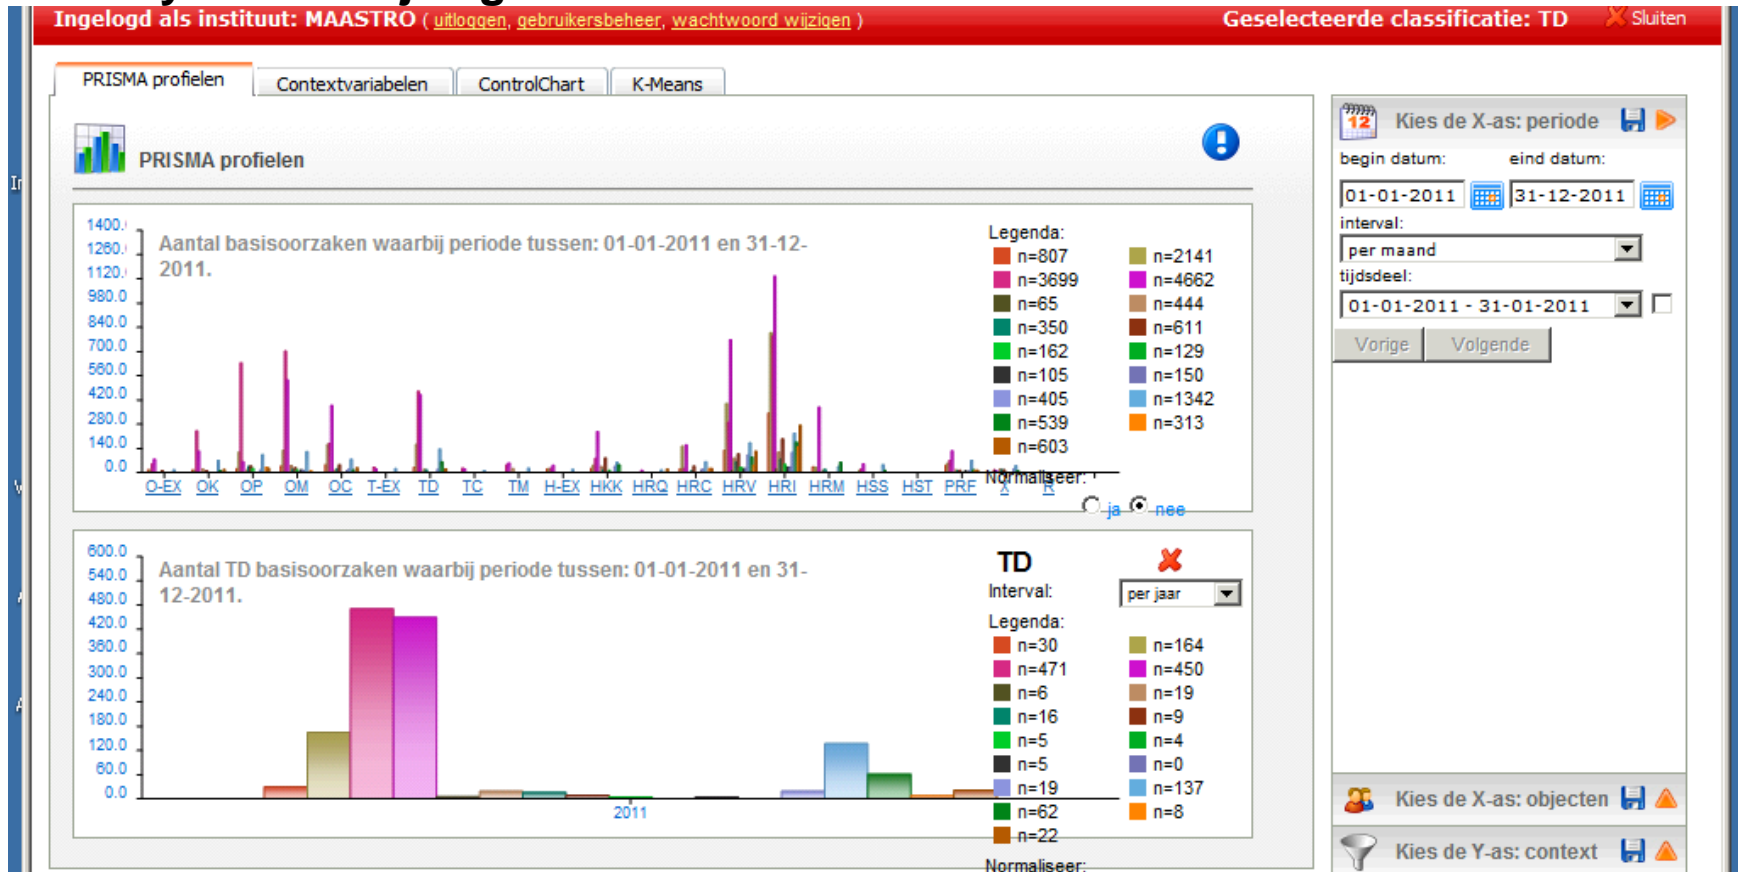 Ingelogd als instituut: MAASTRO ( uitloggen, gebruikersbeheer, wachtwoord wijzigen )
Geselecteerde classificatie: TD
Sluiten
PRISMA profielen
Contextvariabelen
ControlChart
K-Means
PRISMA profielen
Aantal basisoorzaken waarbij periode tussen: 01-01-2011 en 31-12-
2011.
1400.
1260.
1120.
980.0
840.0
700.0
560.0
420.0
280.0
140.0
0.0
O-EX OK OP OM OC T-EX TD TC TM H-EX HKK HRQ HRC HRV HRI HRM HSS HST PRF X R
Legenda:
n=807 n=2141
n=3699 n=4662
n=65 n=444
n=350 n=611
n=162 n=129
n=105 n=150
n=405 n=1342
n=539 n=313
n=603
Normaliseer:
ja nee
Aantal TD basisoorzaken waarbij periode tussen: 01-01-2011 en 31-
12-2011.
600.0
540.0
480.0
420.0
360.0
300.0
240.0
180.0
120.0
60.0
0.0
2011
TD
Interval: per jaar
Legenda:
n=30 n=164
n=471 n=450
n=6 n=19
n=16 n=9
n=5 n=4
n=5 n=0
n=19 n=137
n=62 n=8
n=22
Normaliseer:
12
Kies de X-as: periode
begin datum: eind datum:
01-01-2011 31-12-2011
interval:
per maand
tijdsdeel:
01-01-2011 - 31-01-2011
Vorige Volgende
Kies de X-as: objecten
Kies de Y-as: context